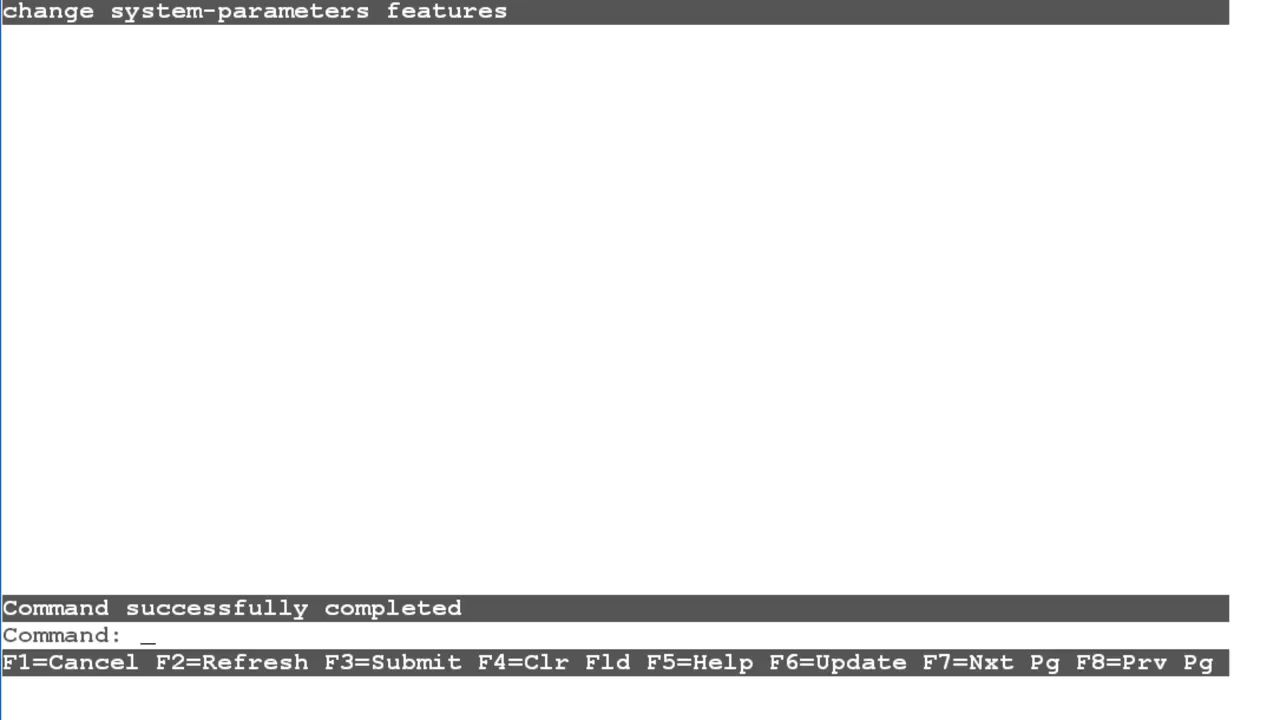 change system-parameters features
Command successfully completed
Command: _
F1=Cancel F2=Refresh F3=Submit F4=Clr Fld F5=Help F6=Update F7=Nxt Pg F8=Prv Pg